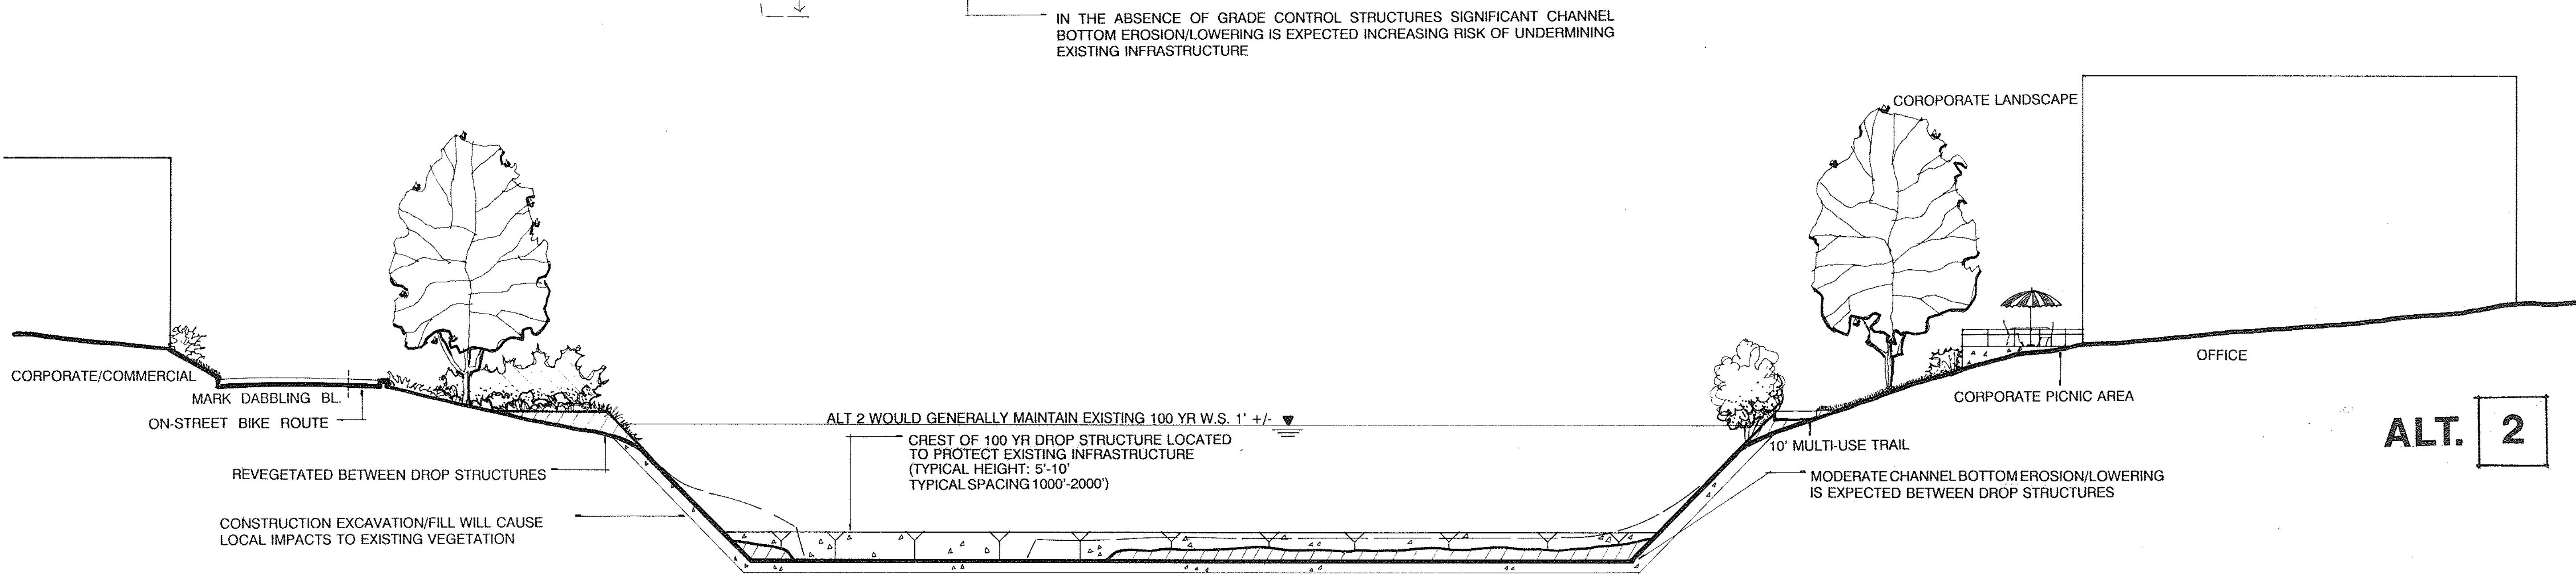 IN THE ABSENCE OF GRADE CONTROL STRUCTURES SIGNIFICANT CHANNEL
BOTTOM EROSION/LOWERING IS EXPECTED INCREASING RISK OF UNDERMINING
EXISTING INFRASTRUCTURE
COROPORATE LANDSCAPE
CORPORATE/COMMERCIAL
MARK DABBLING BL.
ON-STREET BIKE ROUTE
REVEGETATED BETWEEN DROP STRUCTURES
CONSTRUCTION EXCAVATION/FILL WILL CAUSE
LOCAL IMPACTS TO EXISTING VEGETATION
ALT 2 WOULD GENERALLY MAINTAIN EXISTING 100 YR W.S. 1' +/-
CREST OF 100 YR DROP STRUCTURE LOCATED
TO PROTECT EXISTING INFRASTRUCTURE
(TYPICAL HEIGHT: 5'-10'
TYPICAL SPACING 1000'-2000')
OFFICE
CORPORATE PICNIC AREA
10' MULTI-USE TRAIL
MODERATE CHANNEL BOTTOM EROSION/LOWERING
IS EXPECTED BETWEEN DROP STRUCTURES
ALT. 2